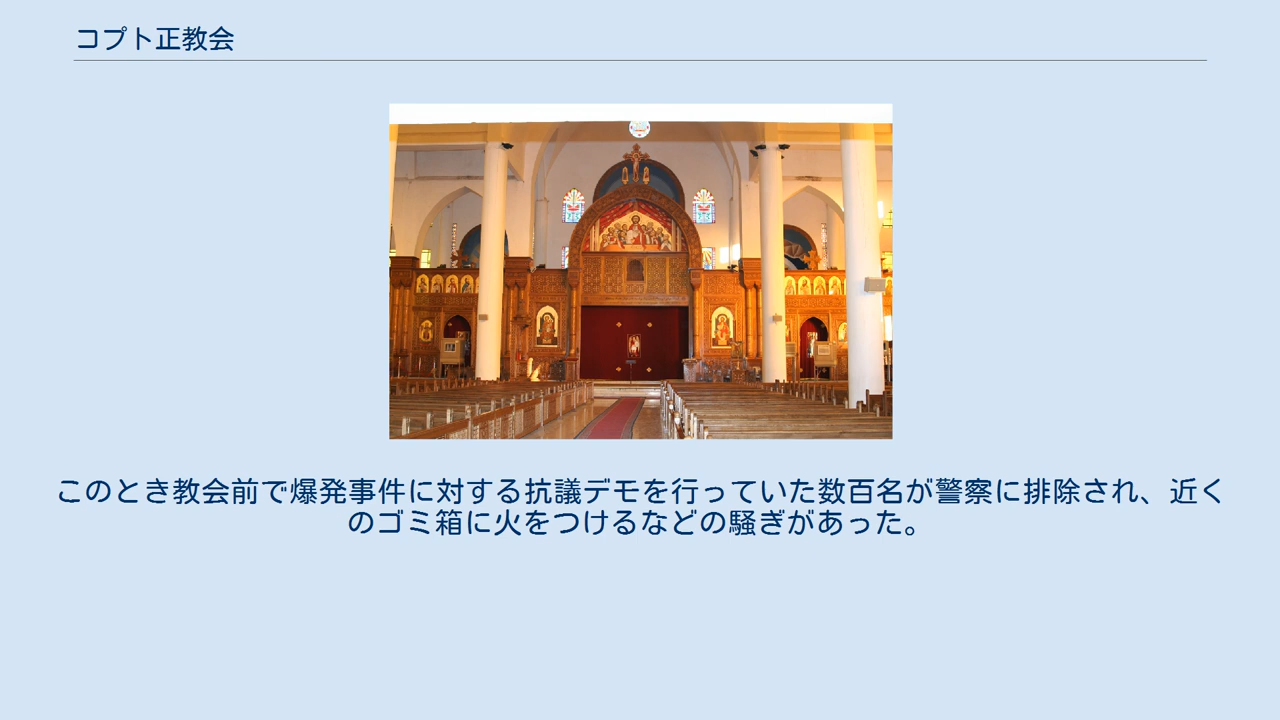 コプト正教会
このとき教会前で爆発事件に対する抗議デモを行っていた数百名が警察に排除され、近く
のゴミ箱に火をつけるなどの騒ぎがあった。